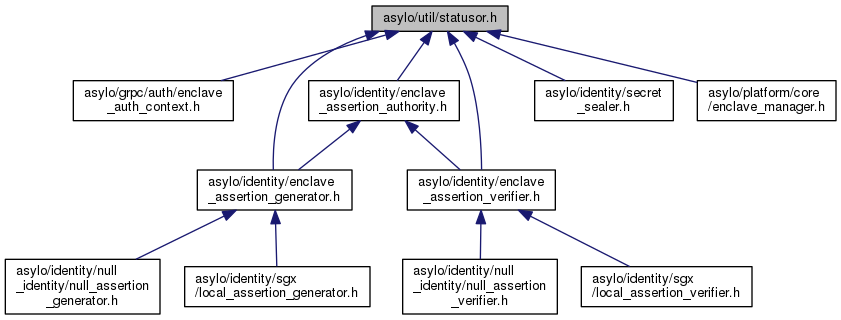 asylo/util/statusor.h
asylo/grpc/auth/enclave
_auth_context.h
asylo/identity/enclave
_assertion_authority.h
asylo/identity/secret
_sealer.h
asylo/platform/core
/enclave_manager.h
asylo/identity/enclave
_assertion_generator.h
asylo/identity/enclave
_assertion_verifier.h
asylo/identity/null
_identity/null_assertion
_generator.h
asylo/identity/sgx
/local_assertion_generator.h
asylo/identity/null
_identity/null_assertion
_verifier.h
asylo/identity/sgx
/local_assertion_verifier.h